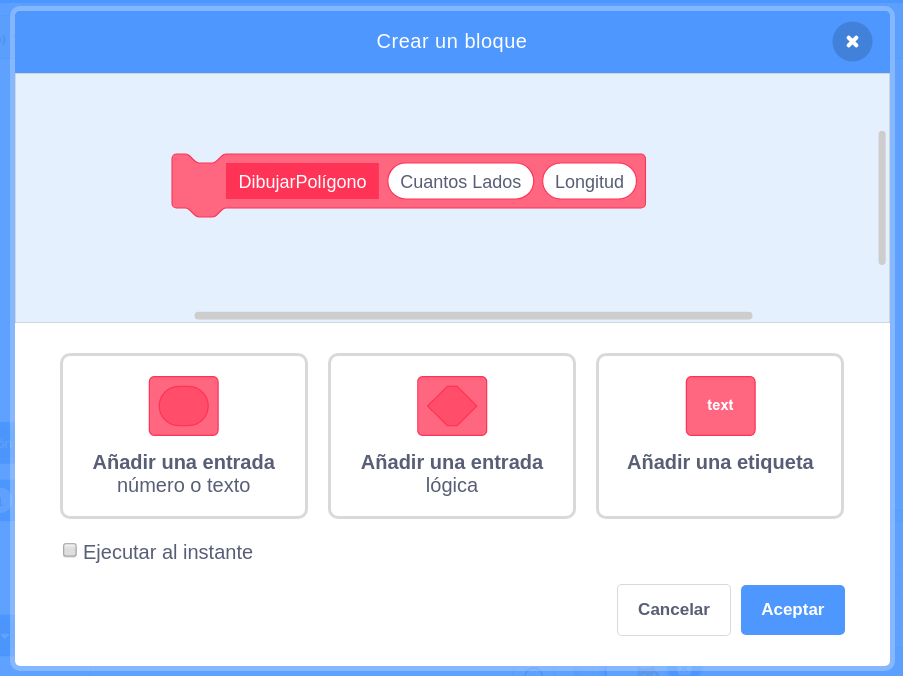 Crear un bloque
DibujarPolígono Cuantos Lados Longitud
Añadir una entrada
número o texto
Añadir una entrada
lógica
text
Añadir una etiqueta
Ejecutar al instante
Cancelar Aceptar